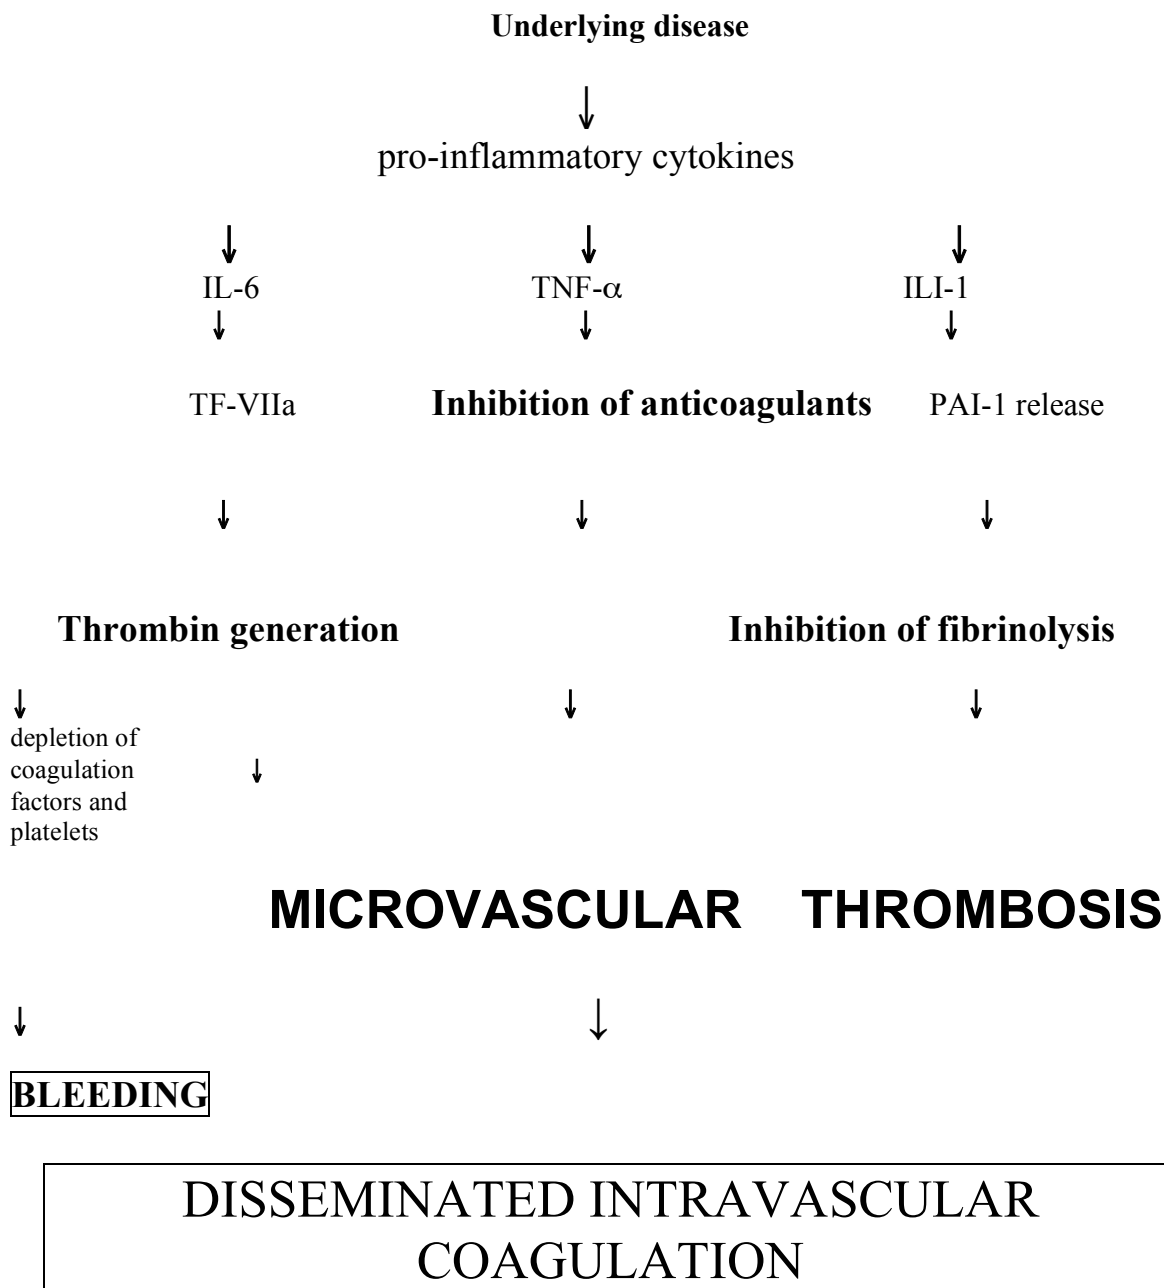 Underlying disease
↓
pro-inflammatory cytokines
↓ ↓ ↓
IL-6 TNF-α ILI-1
↓ ↓ ↓
TF-VIIa Inhibition of anticoagulants PAI-1 release
↓ ↓ ↓
Thrombin generation Inhibition of fibrinolysis
↓ ↓ ↓
depletion of
coagulation ↓
factors and
platelets
MICROVASCULAR THROMBOSIS
↓ ↓
BLEEDING
DISSEMINATED INTRAVASCULAR
COAGULATION